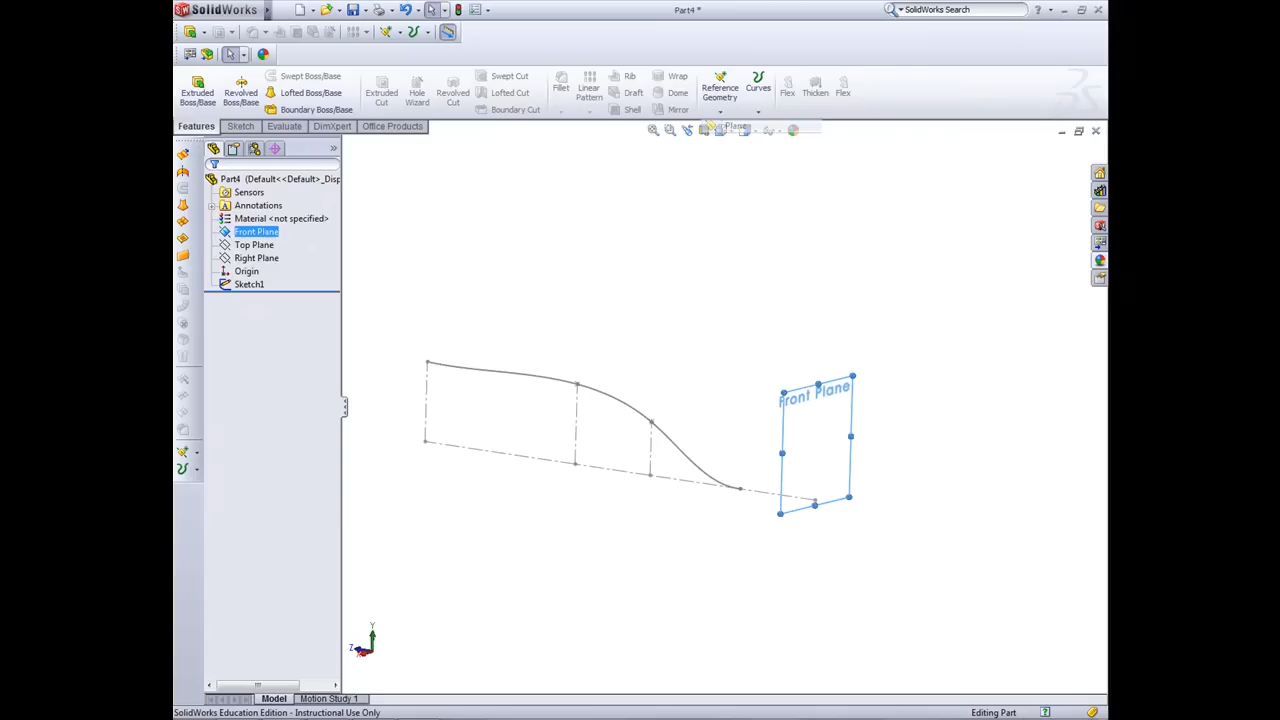 SolidWorks
Part4 *
SolidWorks Search
Extruded Boss/Base
Revolved Boss/Base
Swept Boss/Base
Lofted Boss/Base
Boundary Boss/Base
Extruded Cut
Hole Wizard
Revolved Cut
Swept Cut
Lofted Cut
Boundary Cut
Fillet
Linear Pattern
Rib
Draft
Shell
Wrap
Dome
Mirror
Reference Geometry
Curves
Flex
Thicken
Flex
Features
Sketch
Evaluate
DimXpert
Office Products
Plane
Part4 (Default<<Default>_Disp
Sensors
Annotations
Material <not specified>
Front Plane
Top Plane
Right Plane
Origin
Sketch1
Front Plane
Y
Z
Model
Motion Study 1
SolidWorks Education Edition - Instructional Use Only
Editing Part